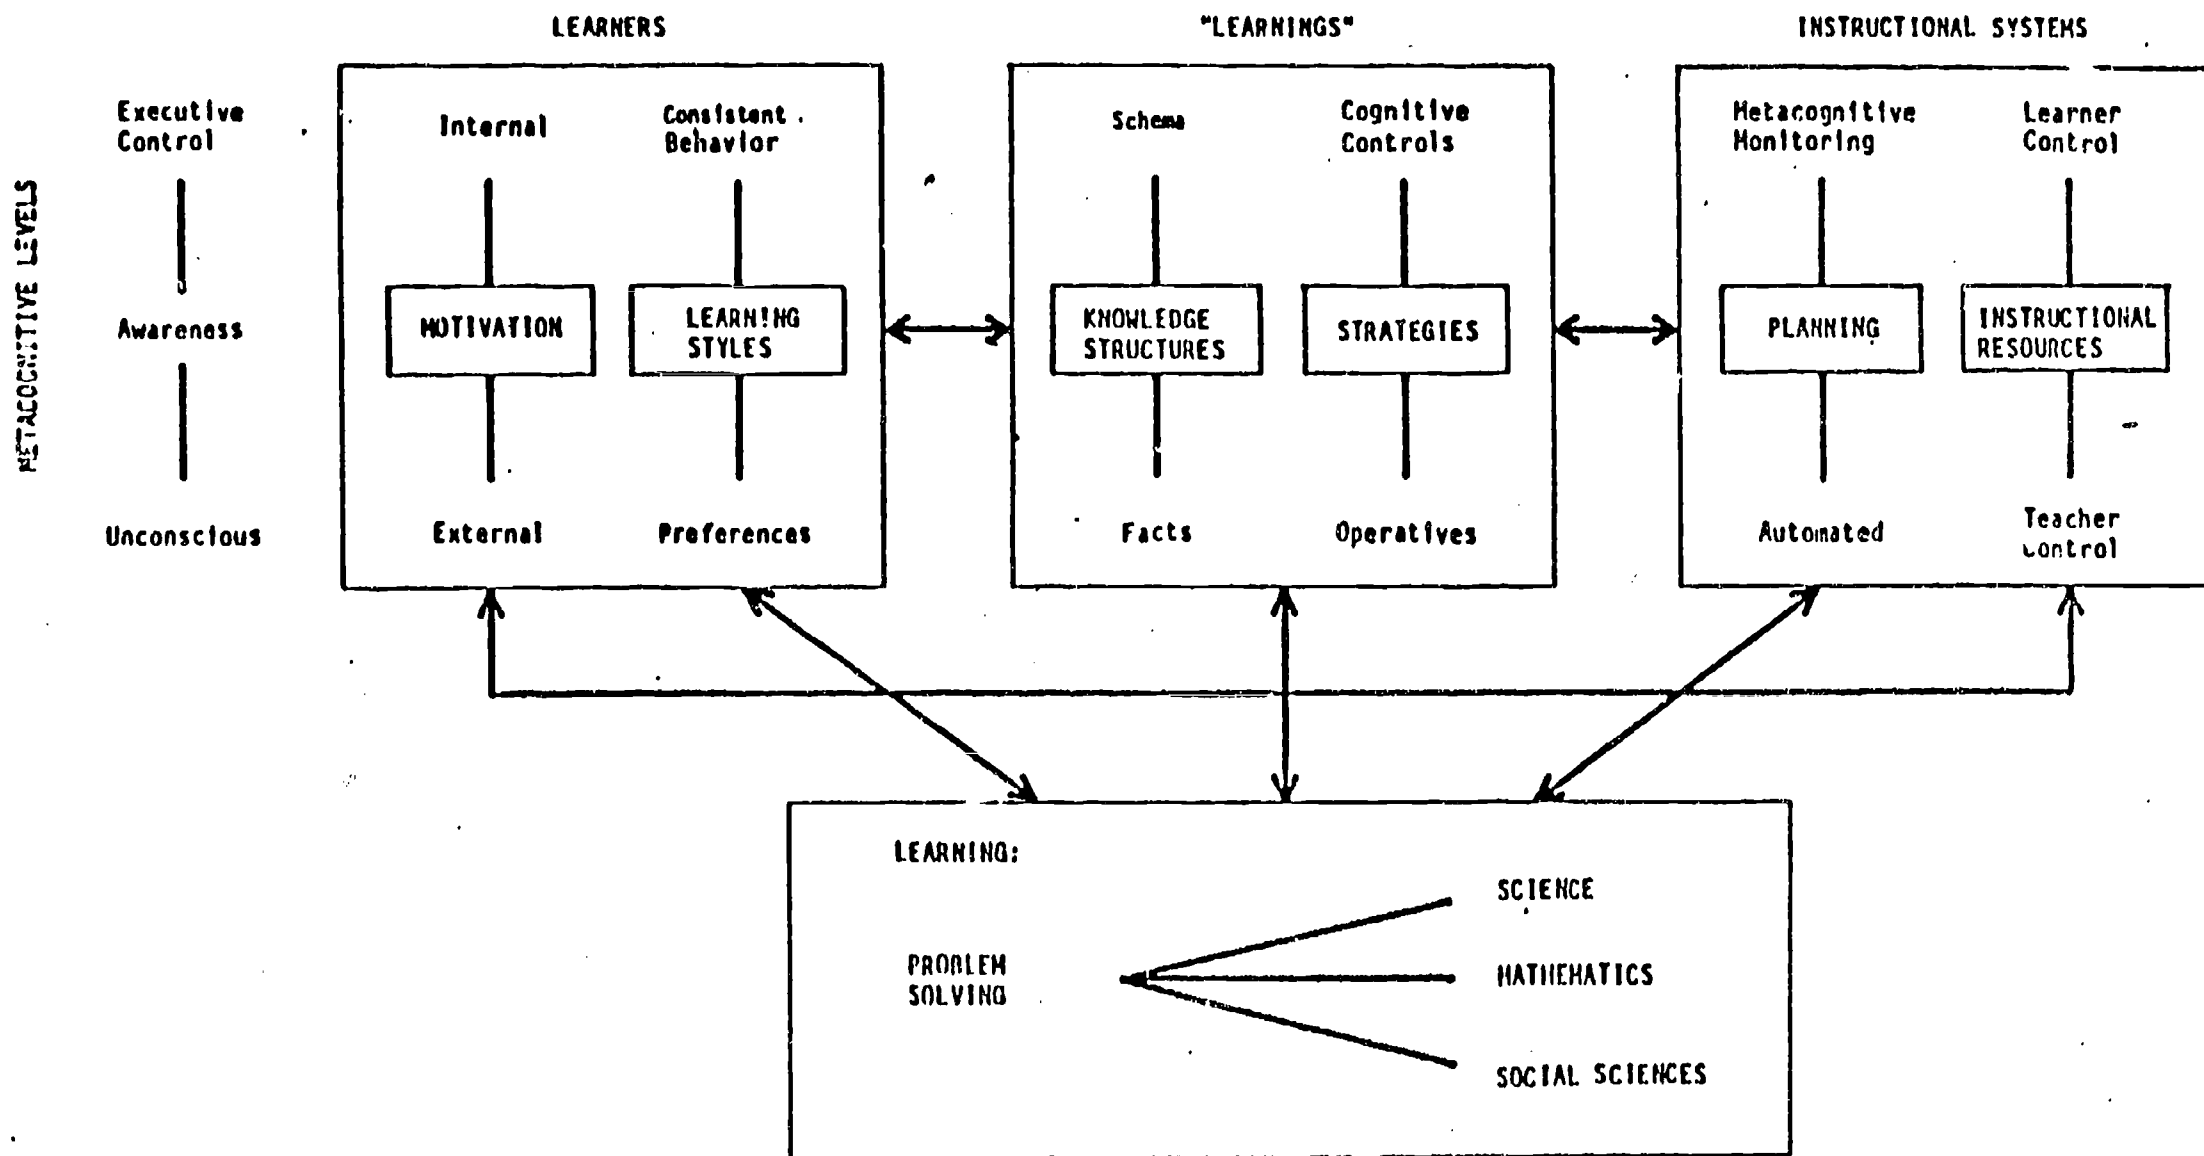 LEARNERS
"LEARNINGS"
INSTRUCTIONAL SYSTEMS
METACOGNITIVE LEVELS
Executive
Control
Awareness
Unconscious
Internal
MOTIVATION
External
Consistent
Behavior
LEARNING
STYLES
Preferences
Schema
KNOWLEDGE
STRUCTURES
Facts
Cognitive
Controls
STRATEGIES
Operatives
Metacognitive
Monitoring
PLANNING
Automated
Learner
Control
INSTRUCTIONAL
RESOURCES
Teacher
Control
LEARNING:
PROBLEM
SOLVING
SCIENCE
MATHEMATICS
SOCIAL SCIENCES